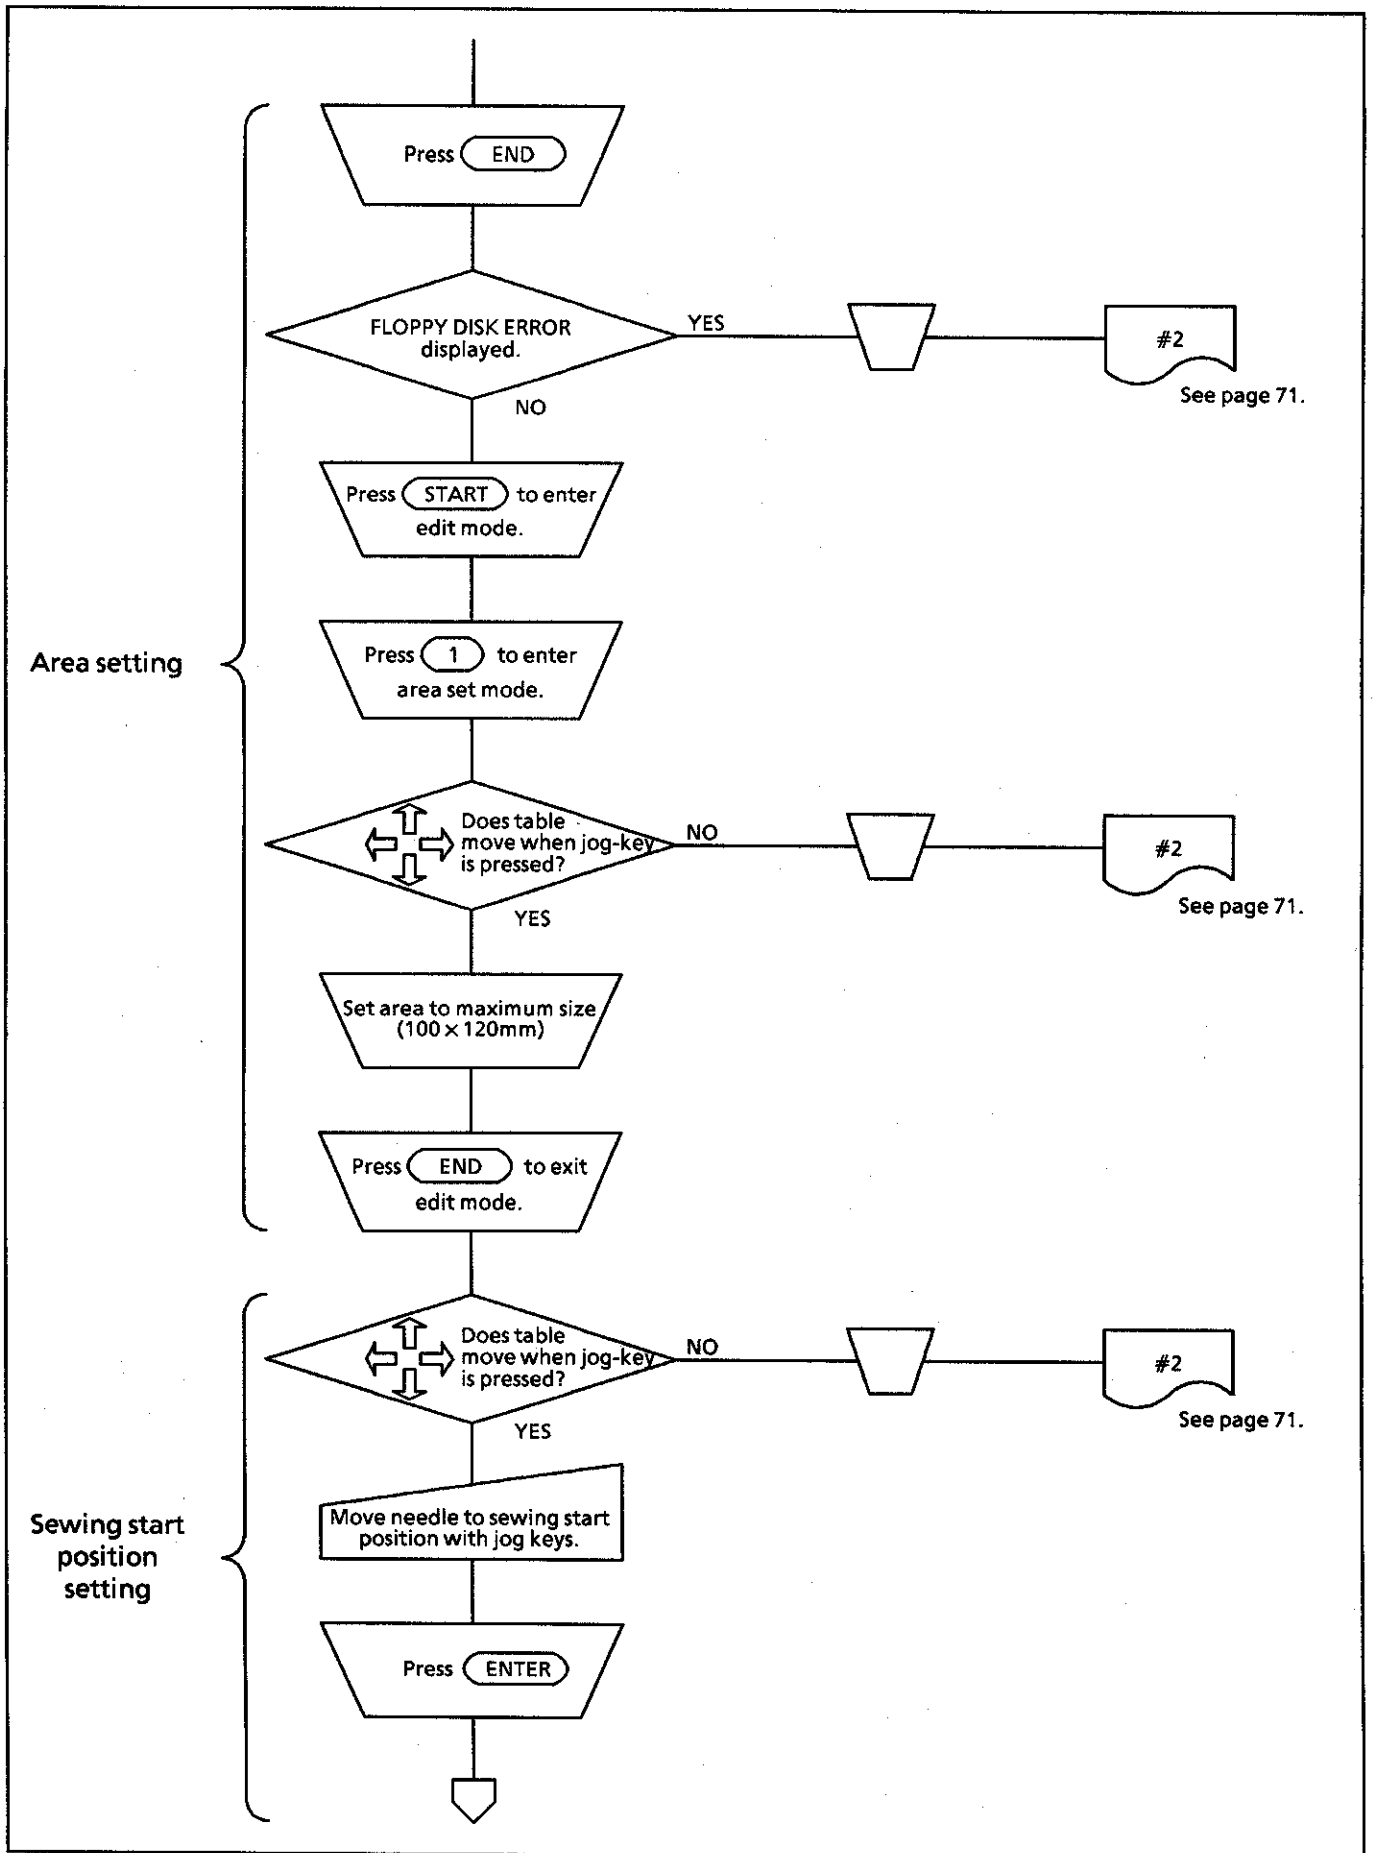 Press END
FLOPPY DISK ERROR
displayed.
YES
#2
See page 71.
NO
Press START to enter
edit mode.
Area setting
Press 1 to enter
area set mode.
Does table
move when jog-key
is pressed?
NO
#2
See page 71.
YES
Set area to maximum size
(100 × 120mm)
Press END to exit
edit mode.
Does table
move when jog-key
is pressed?
NO
#2
See page 71.
YES
Sewing start
position
setting
Move needle to sewing start
position with jog keys.
Press ENTER